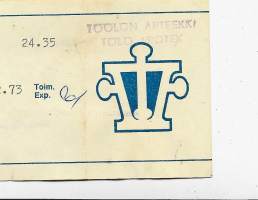 TÖÖLÖN APTEEKKI
TÖLÖ APOTEK
24.35
.73 Toim.
Exp.